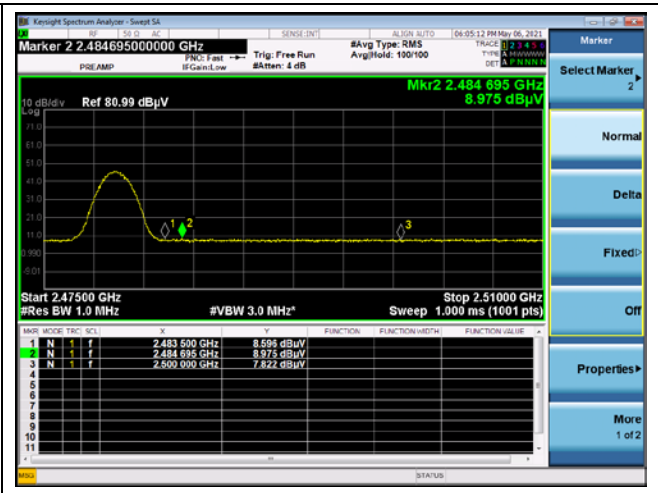 Keysight Spectrum Analyzer - Swept SA
RF 50 Ω AC SENSE:INT ALIGN AUTO 06:05:12 PM May 06, 2021
Marker 2 2.484695000000 GHz
PREAMP
PNO: Fast
IFGain:Low
Trig: Free Run
#Atten: 4 dB
#Avg Type: RMS
Avg|Hold: 100/100
TRACE 1 2 3 4 5 6
TYPE A MWWWW
DET A P N N N N
Mkr2 2.484 695 GHz
8.975 dBµV
10 dB/div Ref 80.99 dBµV
Log
71.0
61.0
51.0
41.0
31.0
21.0
11.0
0.990
-9.01
1
2
3
Start 2.47500 GHz Stop 2.51000 GHz
#Res BW 1.0 MHz #VBW 3.0 MHz* Sweep 1.000 ms (1001 pts)
MKR MODE TRC SCL X Y FUNCTION FUNCTION WIDTH FUNCTION VALUE
1 N 1 f 2.483 500 GHz 8.596 dBµV
2 N 1 f 2.484 695 GHz 8.975 dBµV
3 N 1 f 2.500 000 GHz 7.822 dBµV
4
5
6
7
8
9
10
11
MSG STATUS
Marker
Select Marker
2
Normal
Delta
Fixed
Off
Properties
More
1 of 2